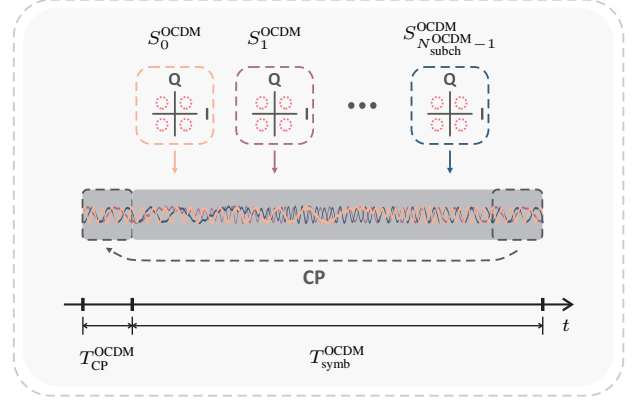 S_0^OCDM S_1^OCDM S_{N_subch^OCDM−1}^OCDM
Q Q Q
I I I
•••
CP
t
T_CP^OCDM T_symb^OCDM